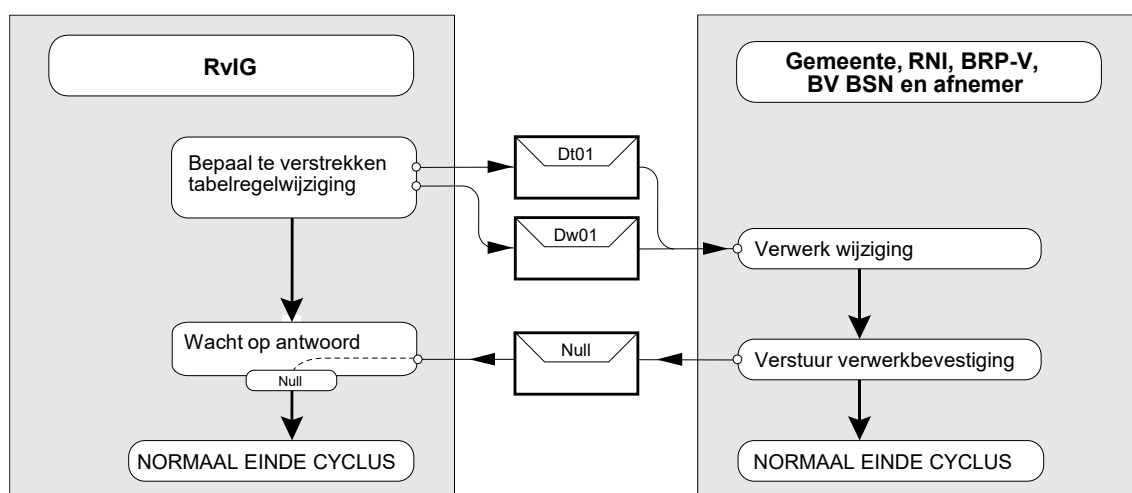 RvIG
Gemeente, RNI, BRP-V,
BV BSN en afnemer
Bepaal te verstrekken
tabelregelwijziging
Dt01
Dw01
Verwerk wijziging
Wacht op antwoord
Null
Null
Verstuur verwerkbevestiging
NORMAAL EINDE CYCLUS
NORMAAL EINDE CYCLUS